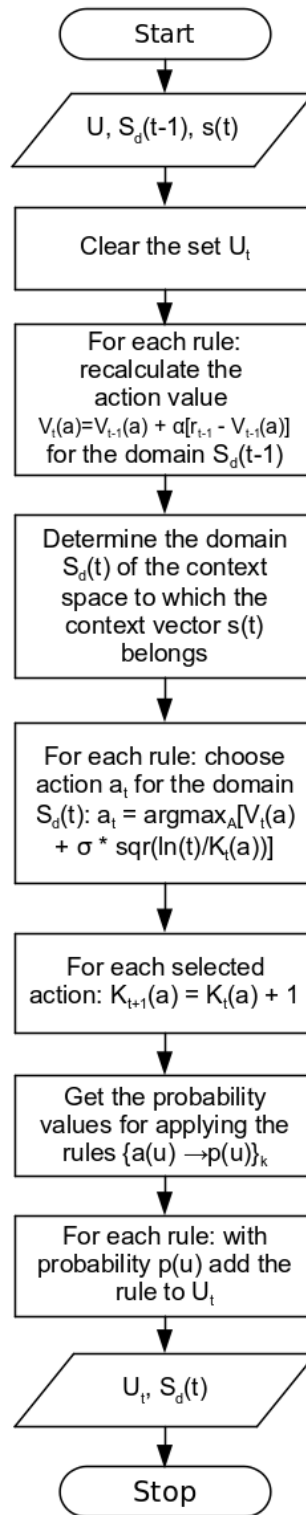 Start
U, S_d(t-1), s(t)
Clear the set U_t
For each rule:
recalculate the
action value
V_t(a)=V_{t-1}(a) + α[r_{t-1} - V_{t-1}(a)]
for the domain S_d(t-1)
Determine the domain
S_d(t) of the context
space to which the
context vector s(t)
belongs
For each rule: choose
action a_t for the domain
S_d(t): a_t = argmax_A[V_t(a)
+ σ * sqr(ln(t)/K_t(a))]
For each selected
action: K_{t+1}(a) = K_t(a) + 1
Get the probability
values for applying the
rules {a(u) →p(u)}_k
For each rule: with
probability p(u) add the
rule to U_t
U_t, S_d(t)
Stop